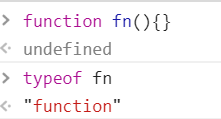 > function fn(){}
< undefined
> typeof fn
< "function"